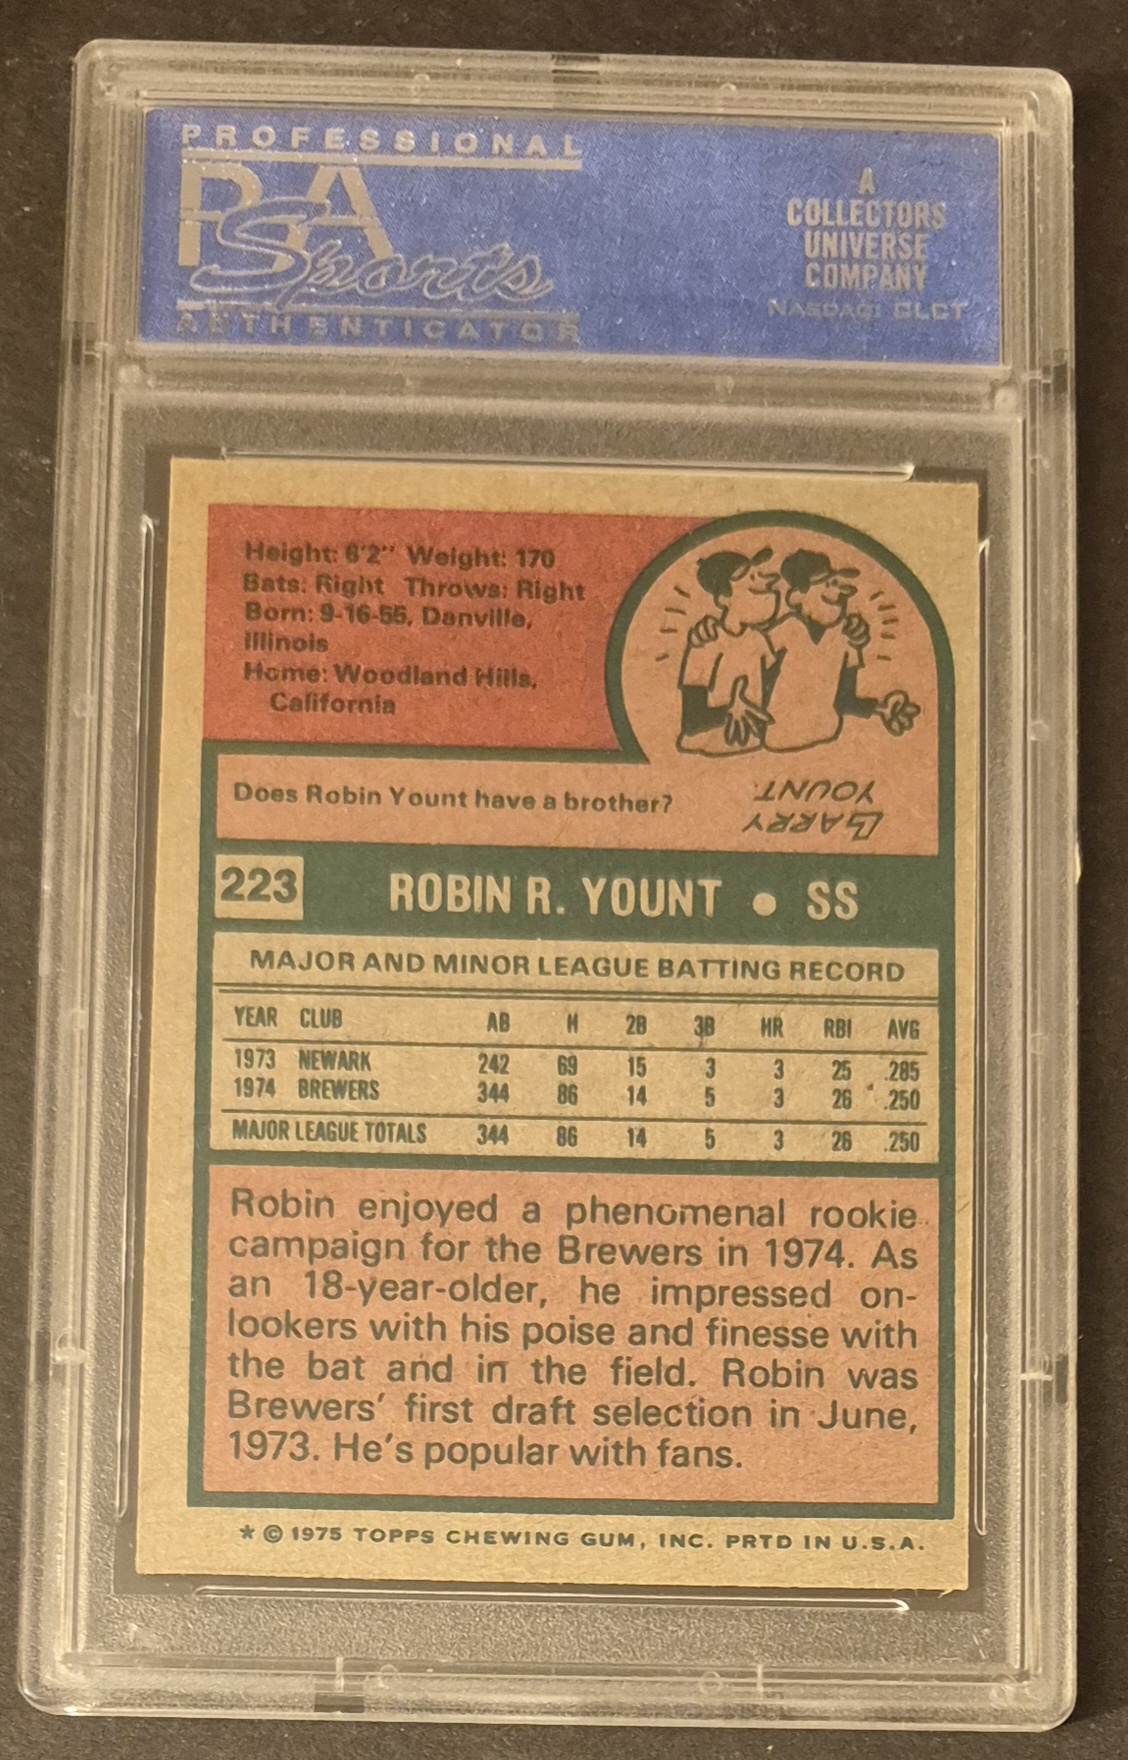 PROFESSIONAL
PSA
Sports
AUTHENTICATOR
A
COLLECTORS
UNIVERSE
COMPANY
NASDAQ: CLCT
Height: 6'2" Weight: 170
Bats: Right Throws: Right
Born: 9-16-55, Danville,
Illinois
Home: Woodland Hills,
California
Does Robin Yount have a brother?
LARRY
YOUNT.
223 ROBIN R. YOUNT • SS
MAJOR AND MINOR LEAGUE BATTING RECORD
YEAR CLUB AB H 2B 3B HR RBI AVG
1973 NEWARK 242 69 15 3 3 25 .285
1974 BREWERS 344 86 14 5 3 26 .250
MAJOR LEAGUE TOTALS 344 86 14 5 3 26 .250
Robin enjoyed a phenomenal rookie
campaign for the Brewers in 1974. As
an 18-year-older, he impressed on-
lookers with his poise and finesse with
the bat and in the field. Robin was
Brewers' first draft selection in June,
1973. He's popular with fans.
* © 1975 TOPPS CHEWING GUM, INC. PRTD IN U.S.A.